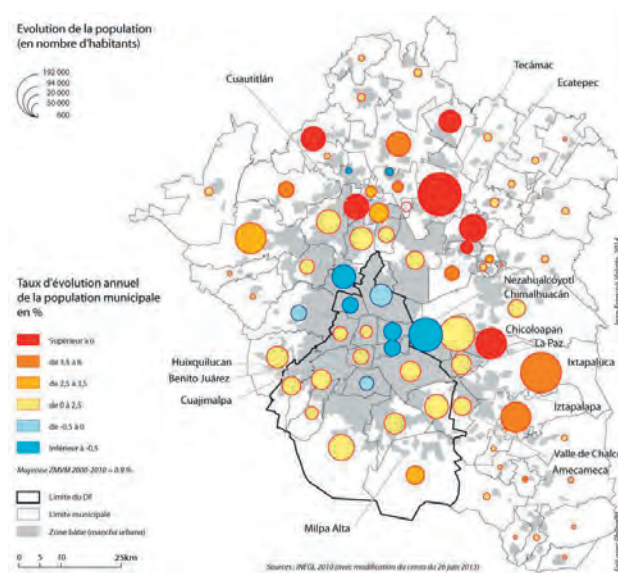 Evolution de la population
(en nombre d'habitants)
192 000
94 000
20 000
50 000
600
Cuautitlán
Tecámac
Ecatepec
Taux d'évolution annuel
de la population municipale
en %
Supérieur à 6
de 3,5 à 6
de 2,5 à 3,5
de 0 à 2,5
de -0,5 à 0
Inférieur à -0,5
Moyenne ZMVM 2000-2010 = 0.9 %.
Limite du DF
Limite municipale
Zone bâtie (mancha urbana)
0 5 10 25km
Nezahualcoyotl
Chimalhuacán
Chicoloapan
La Paz
Ixtapaluca
Iztapalapa
Valle de Chalco
Amecameca
Huixquilucan
Benito Juárez
Cuajimalpa
Milpa Alta
Sources : INEGI, 2010 (avec modification du census du 26 juin 2013)